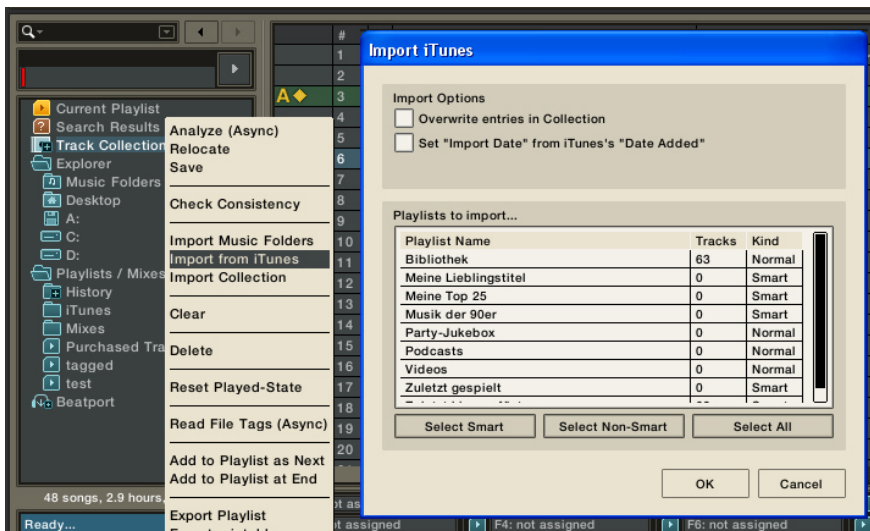 #
1
2
A 3
4
5
6
7
8
9
10
11
12
13
14
15
16
17
18
19
20
Current Playlist
Search Results
Track Collection
Explorer
Music Folders
Desktop
A:
C:
D:
Playlists / Mixes
History
iTunes
Mixes
Purchased Tra
tagged
test
Beatport
48 songs, 2.9 hours,
Ready...
Analyze (Async)
Relocate
Save
Check Consistency
Import Music Folders
Import from iTunes
Import Collection
Clear
Delete
Reset Played-State
Read File Tags (Async)
Add to Playlist as Next
Add to Playlist at End
Export Playlist
Import iTunes
Import Options
Overwrite entries in Collection
Set "Import Date" from iTunes's "Date Added"
Playlists to import...
Playlist Name Tracks Kind
Bibliothek 63 Normal
Meine Lieblingstitel 0 Smart
Meine Top 25 0 Smart
Musik der 90er 0 Smart
Party-Jukebox 0 Normal
Podcasts 0 Normal
Videos 0 Normal
Zuletzt gespielt 0 Smart
Select Smart Select Non-Smart Select All
OK Cancel
ot as
t assigned F4: not assigned F6: not assigned